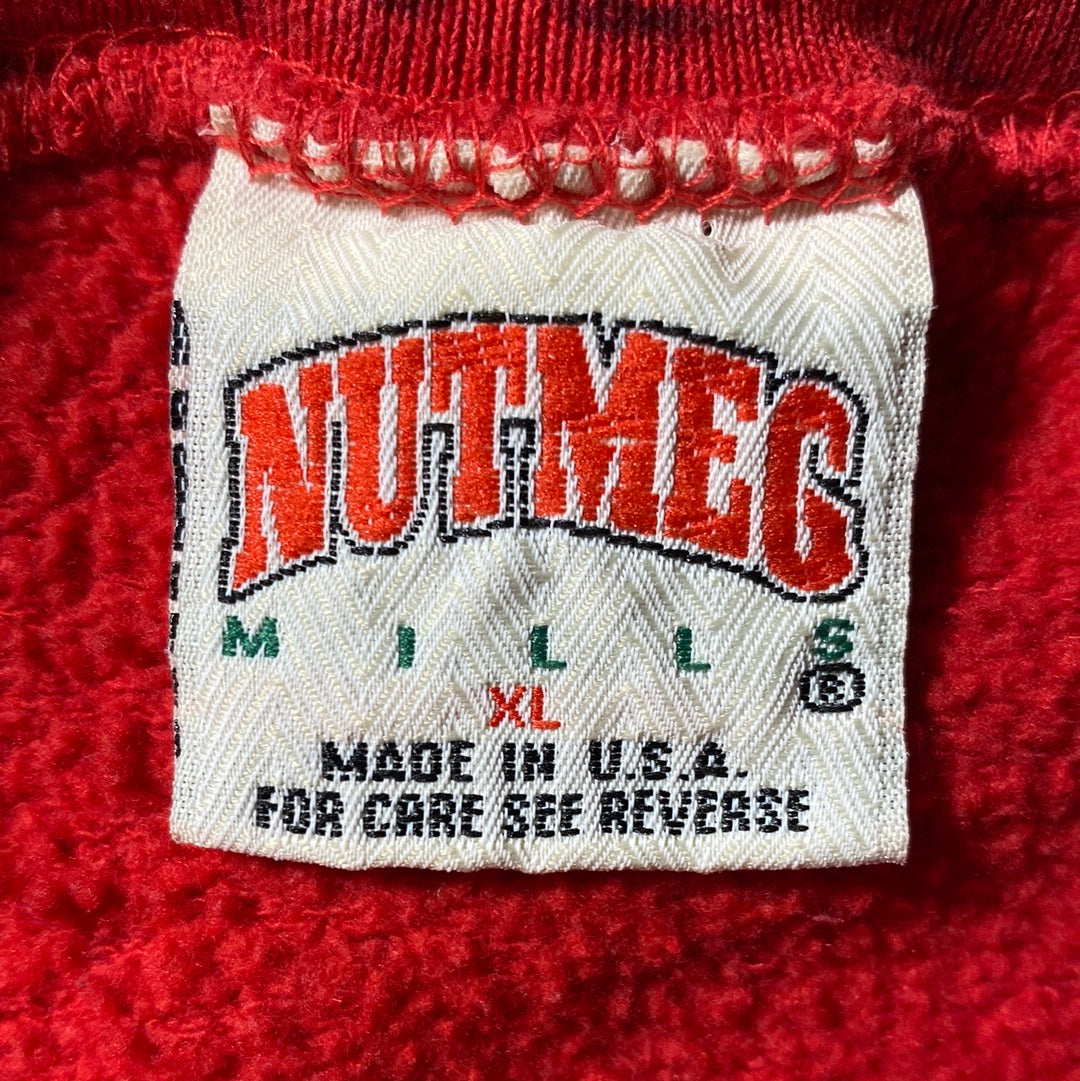 NUTMEG
MILLS
®
XL
MADE IN U.S.A.
FOR CARE SEE REVERSE